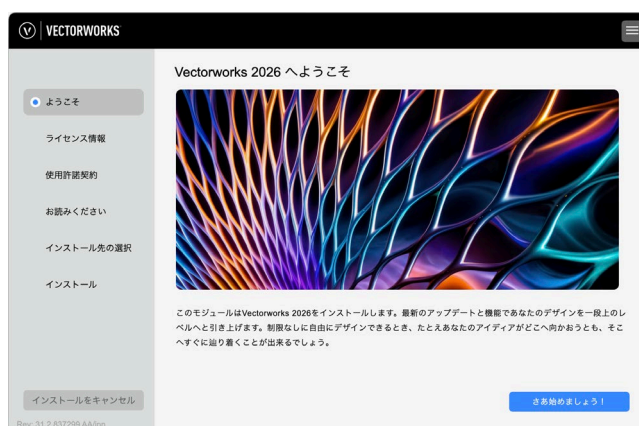 VECTORWORKS
Vectorworks 2026 へようこそ
ようこそ
ライセンス情報
使用許諾契約
お読みください
インストール先の選択
インストール
このモジュールはVectorworks 2026をインストールします。最新のアップデートと機能であなたのデザインを一段上のレ
ベルへと引き上げます。制限なしに自由にデザインできるとき、たとえあなたのアイディアがどこへ向かおうとも、そこ
へすぐに辿り着くことが出来るでしょう。
インストールをキャンセル
さあ始めましょう！